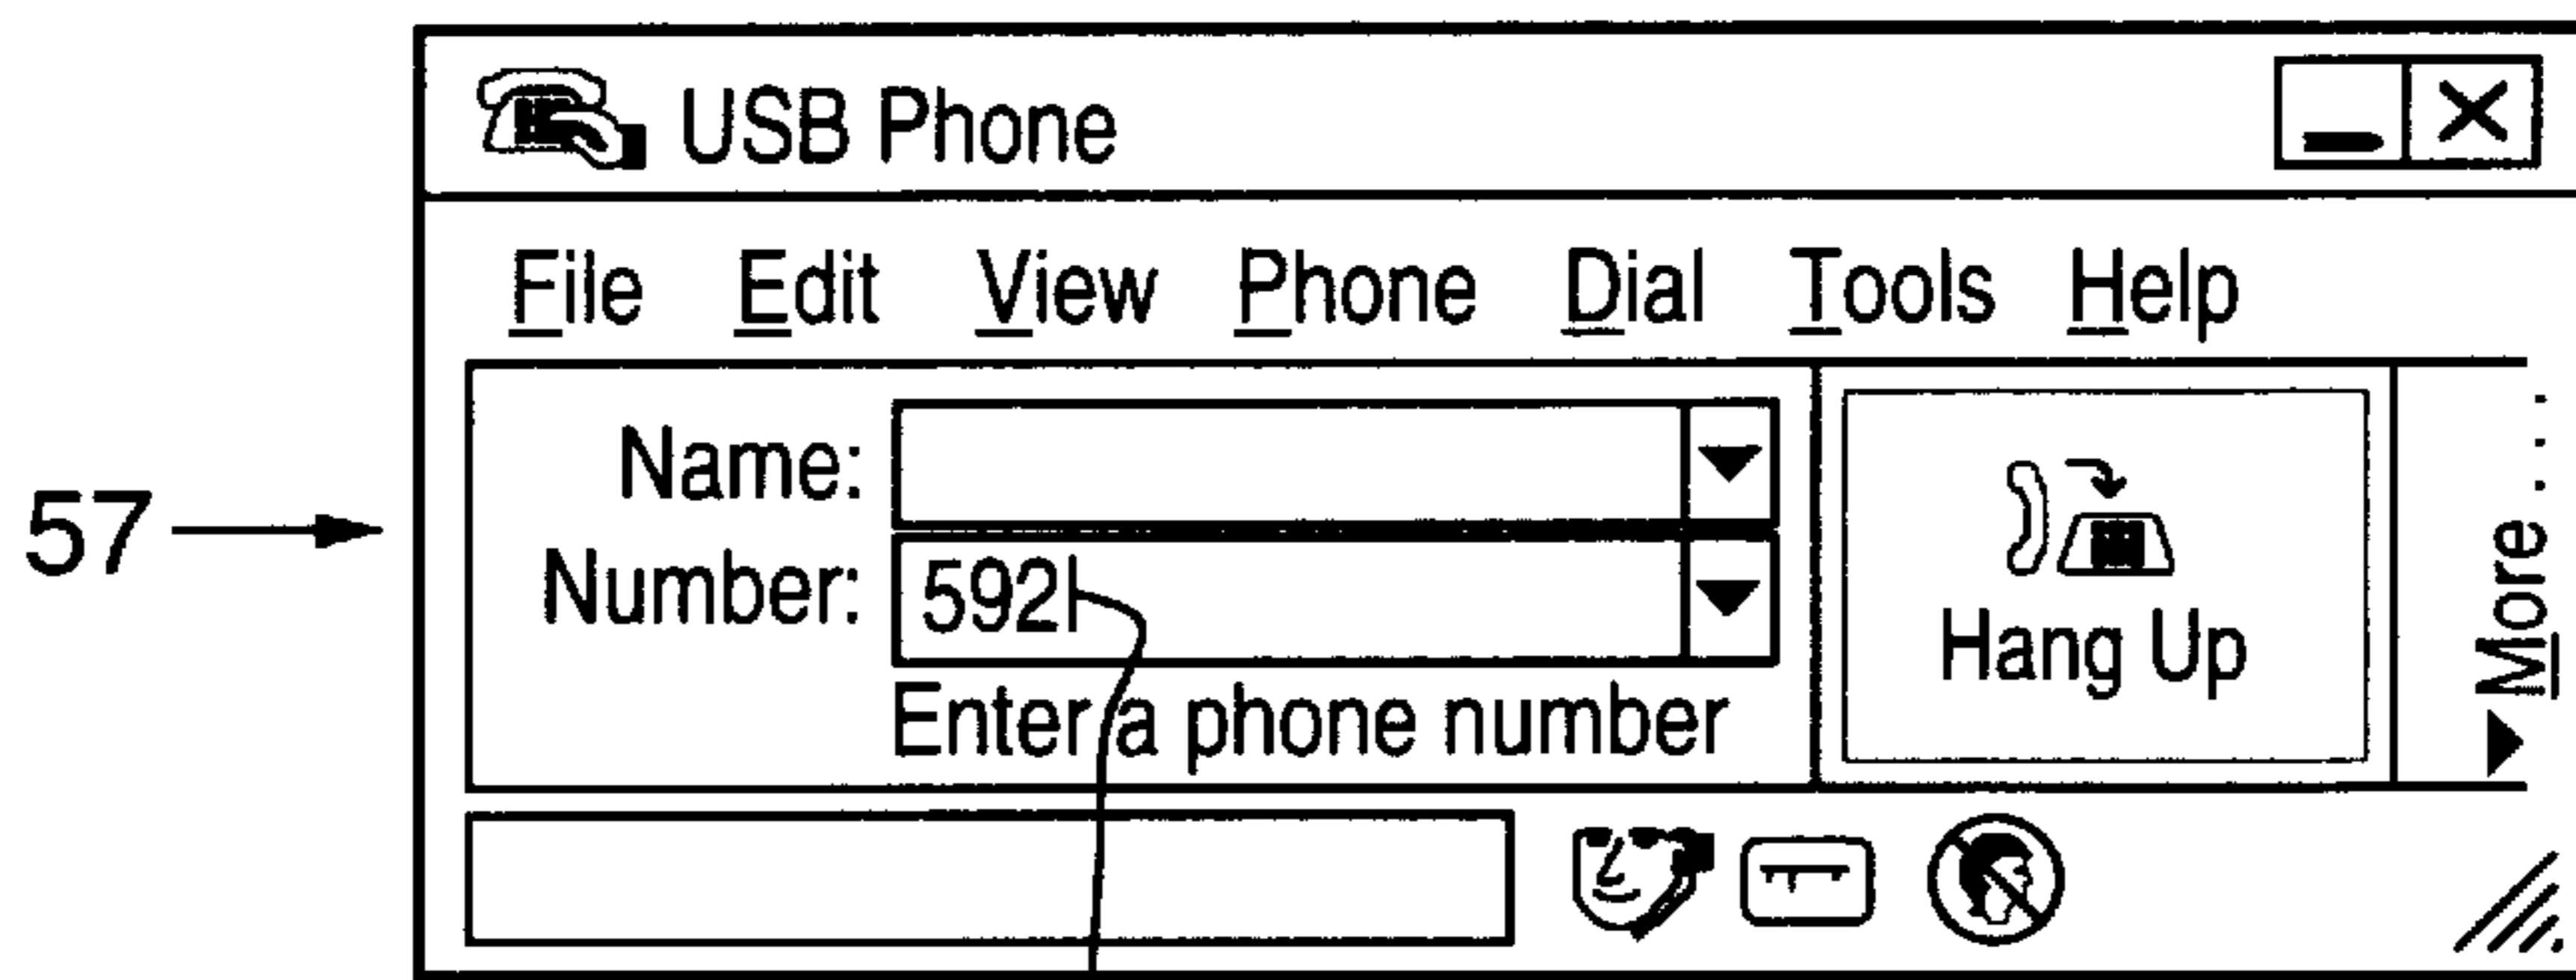 USB Phone
File Edit View Phone Dial Tools Help
Name:
57
Number: 592
Enter a phone number
Hang Up
More . . .